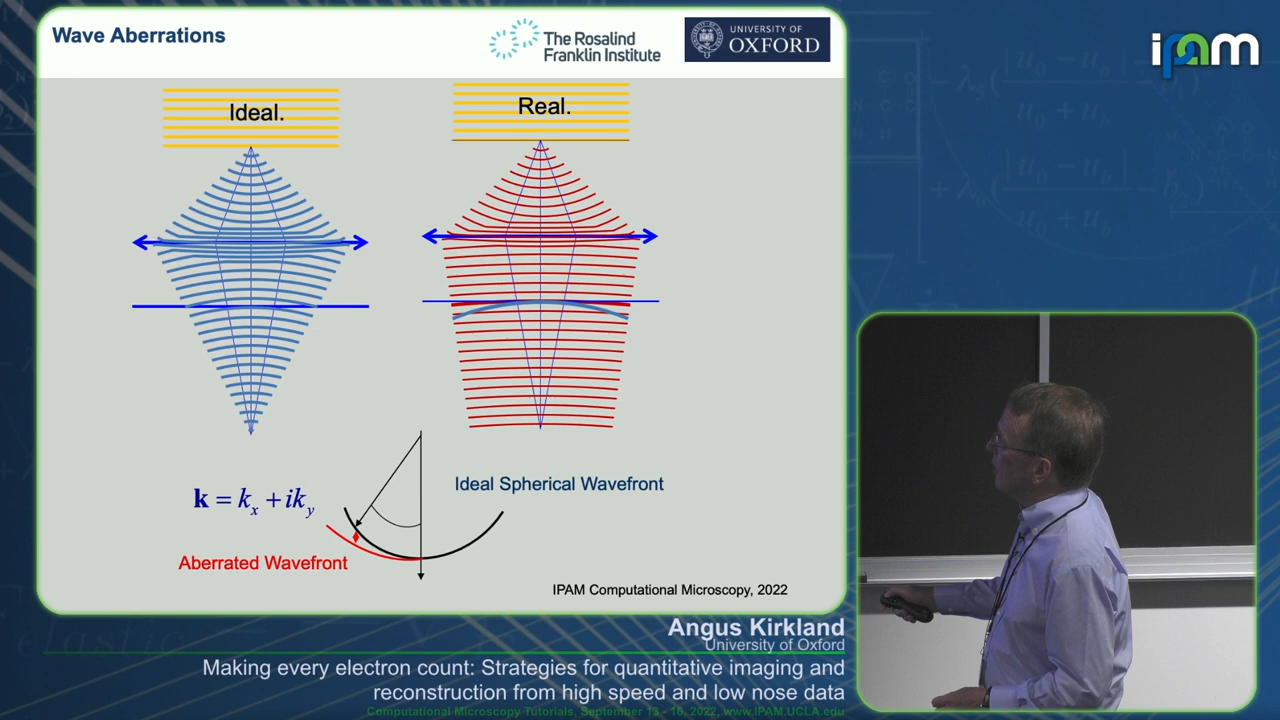 Wave Aberrations
The Rosalind
Franklin Institute
UNIVERSITY OF
OXFORD
ipam
Ideal.
Real.
k = kx + iky
Ideal Spherical Wavefront
Aberrated Wavefront
IPAM Computational Microscopy, 2022
Angus Kirkland
University of Oxford
Making every electron count: Strategies for quantitative imaging and
reconstruction from high speed and low nose data
Computational Microscopy Tutorials, September 13 - 16, 2022, www.IPAM.UCLA.edu
elastic